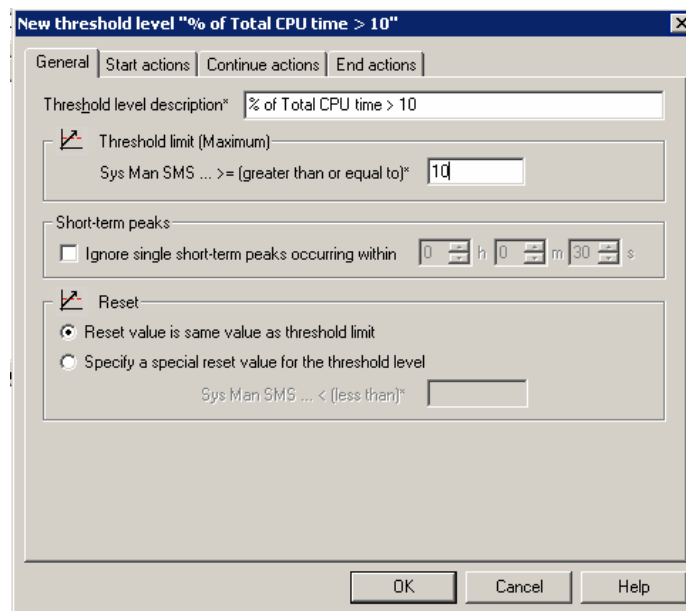 New threshold level "% of Total CPU time > 10"
General Start actions Continue actions End actions
Threshold level description* % of Total CPU time > 10
Threshold limit (Maximum)
Sys Man SMS ... >= (greater than or equal to)* 10
Short-term peaks
Ignore single short-term peaks occurring within 0 h 0 m 30 s
Reset
Reset value is same value as threshold limit
Specify a special reset value for the threshold level
Sys Man SMS ... < (less than)*
OK Cancel Help